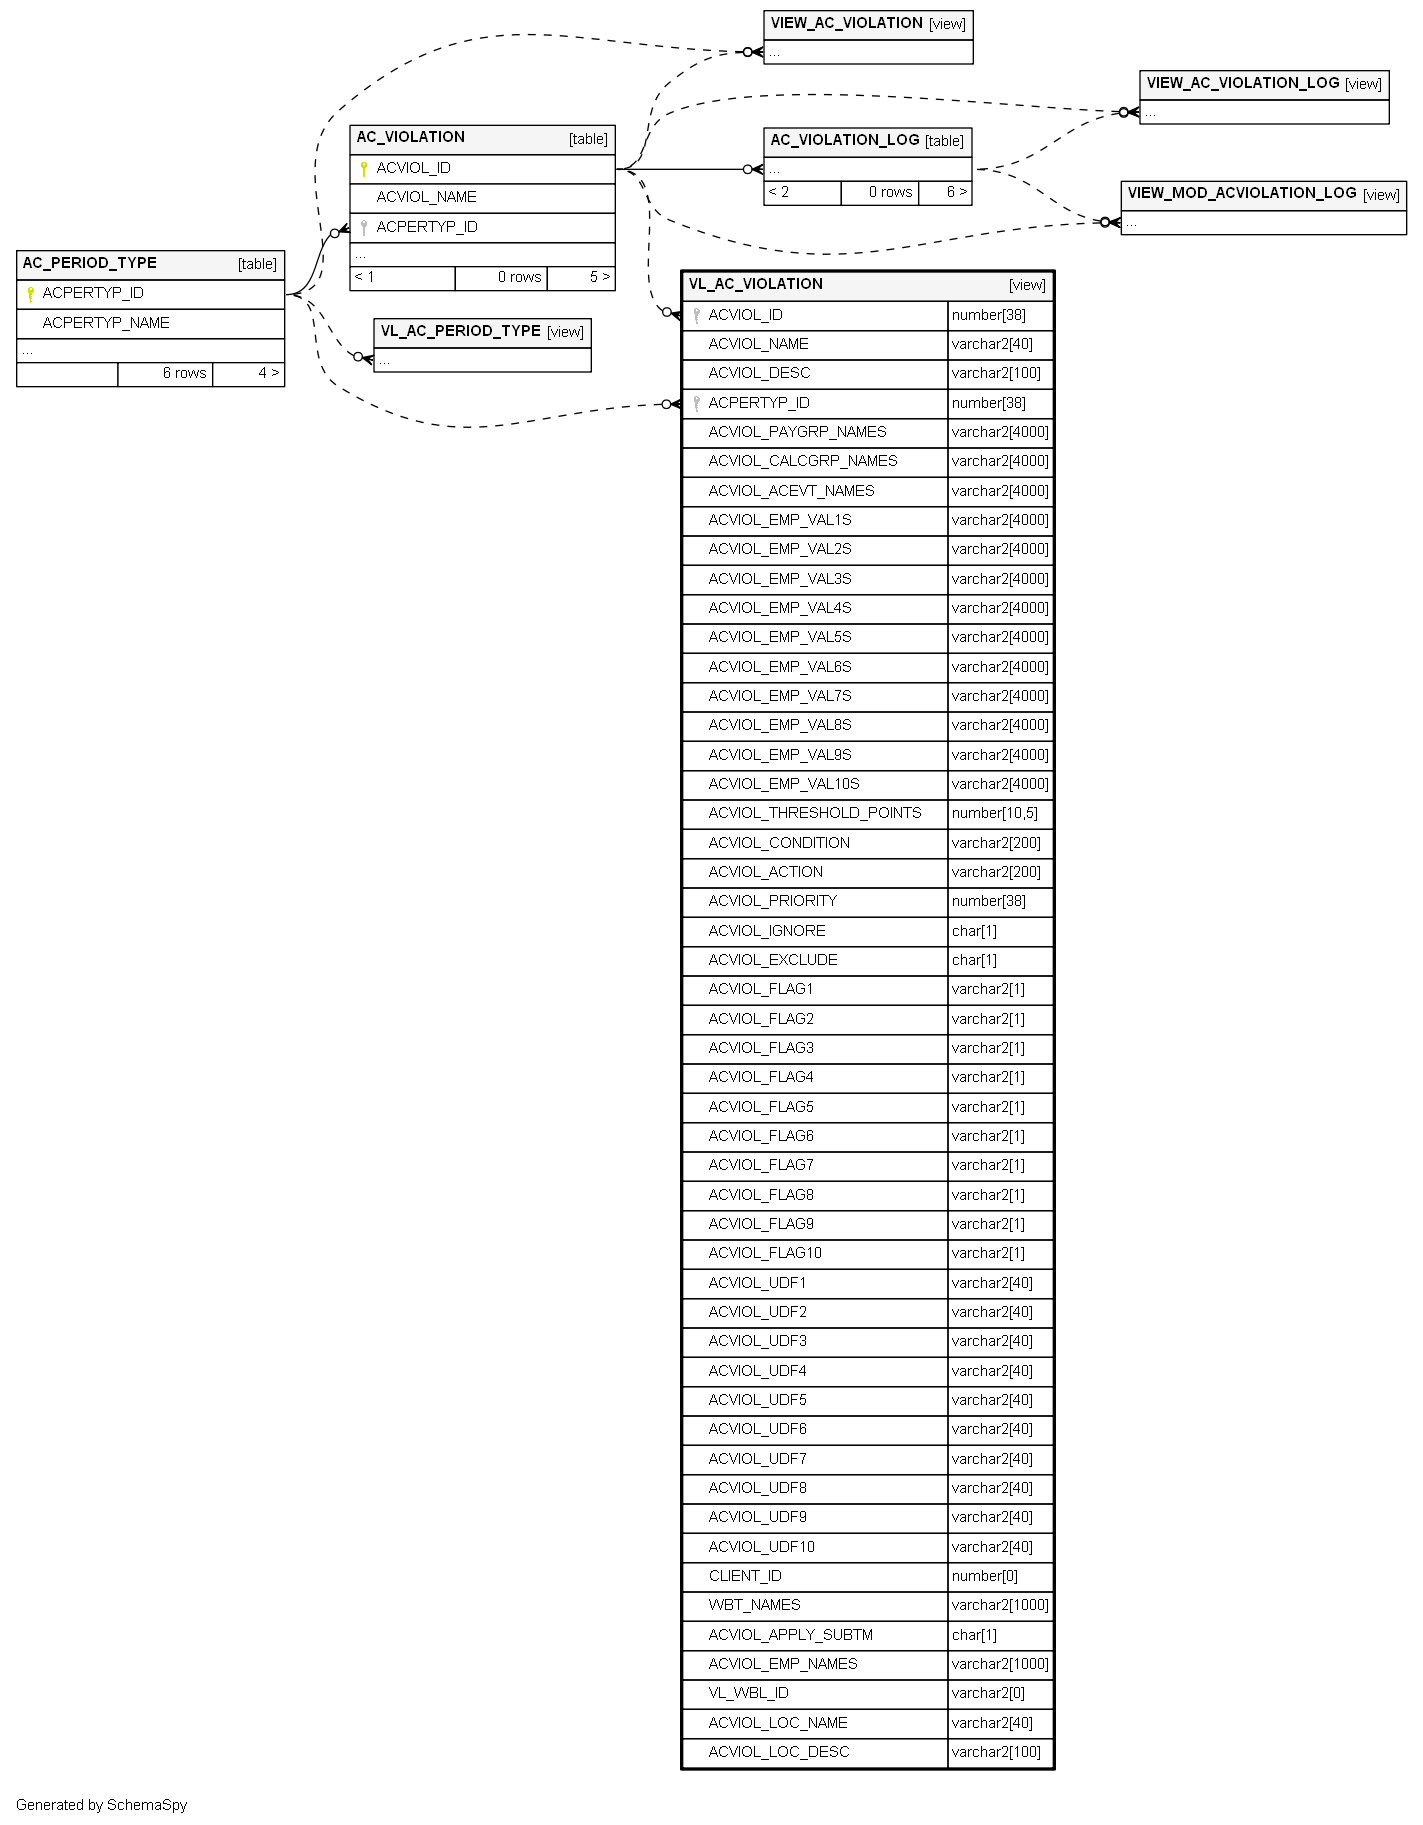 VIEW_AC_VIOLATION [view]
...
VIEW_AC_VIOLATION_LOG [view]
...
AC_VIOLATION [table]
ACVIOL_ID
ACVIOL_NAME
ACPERTYP_ID
...
< 1 0 rows 5 >
AC_VIOLATION_LOG [table]
...
< 2 0 rows 6 >
VIEW_MOD_ACVIOLATION_LOG [view]
...
AC_PERIOD_TYPE [table]
ACPERTYP_ID
ACPERTYP_NAME
...
6 rows 4 >
VL_AC_PERIOD_TYPE [view]
...
VL_AC_VIOLATION [view]
ACVIOL_ID number[38]
ACVIOL_NAME varchar2[40]
ACVIOL_DESC varchar2[100]
ACPERTYP_ID number[38]
ACVIOL_PAYGRP_NAMES varchar2[4000]
ACVIOL_CALCGRP_NAMES varchar2[4000]
ACVIOL_ACEVT_NAMES varchar2[4000]
ACVIOL_EMP_VAL1S varchar2[4000]
ACVIOL_EMP_VAL2S varchar2[4000]
ACVIOL_EMP_VAL3S varchar2[4000]
ACVIOL_EMP_VAL4S varchar2[4000]
ACVIOL_EMP_VAL5S varchar2[4000]
ACVIOL_EMP_VAL6S varchar2[4000]
ACVIOL_EMP_VAL7S varchar2[4000]
ACVIOL_EMP_VAL8S varchar2[4000]
ACVIOL_EMP_VAL9S varchar2[4000]
ACVIOL_EMP_VAL10S varchar2[4000]
ACVIOL_THRESHOLD_POINTS number[10,5]
ACVIOL_CONDITION varchar2[200]
ACVIOL_ACTION varchar2[200]
ACVIOL_PRIORITY number[38]
ACVIOL_IGNORE char[1]
ACVIOL_EXCLUDE char[1]
ACVIOL_FLAG1 varchar2[1]
ACVIOL_FLAG2 varchar2[1]
ACVIOL_FLAG3 varchar2[1]
ACVIOL_FLAG4 varchar2[1]
ACVIOL_FLAG5 varchar2[1]
ACVIOL_FLAG6 varchar2[1]
ACVIOL_FLAG7 varchar2[1]
ACVIOL_FLAG8 varchar2[1]
ACVIOL_FLAG9 varchar2[1]
ACVIOL_FLAG10 varchar2[1]
ACVIOL_UDF1 varchar2[40]
ACVIOL_UDF2 varchar2[40]
ACVIOL_UDF3 varchar2[40]
ACVIOL_UDF4 varchar2[40]
ACVIOL_UDF5 varchar2[40]
ACVIOL_UDF6 varchar2[40]
ACVIOL_UDF7 varchar2[40]
ACVIOL_UDF8 varchar2[40]
ACVIOL_UDF9 varchar2[40]
ACVIOL_UDF10 varchar2[40]
CLIENT_ID number[0]
WBT_NAMES varchar2[1000]
ACVIOL_APPLY_SUBTM char[1]
ACVIOL_EMP_NAMES varchar2[1000]
VL_WBL_ID varchar2[0]
ACVIOL_LOC_NAME varchar2[40]
ACVIOL_LOC_DESC varchar2[100]
Generated by SchemaSpy